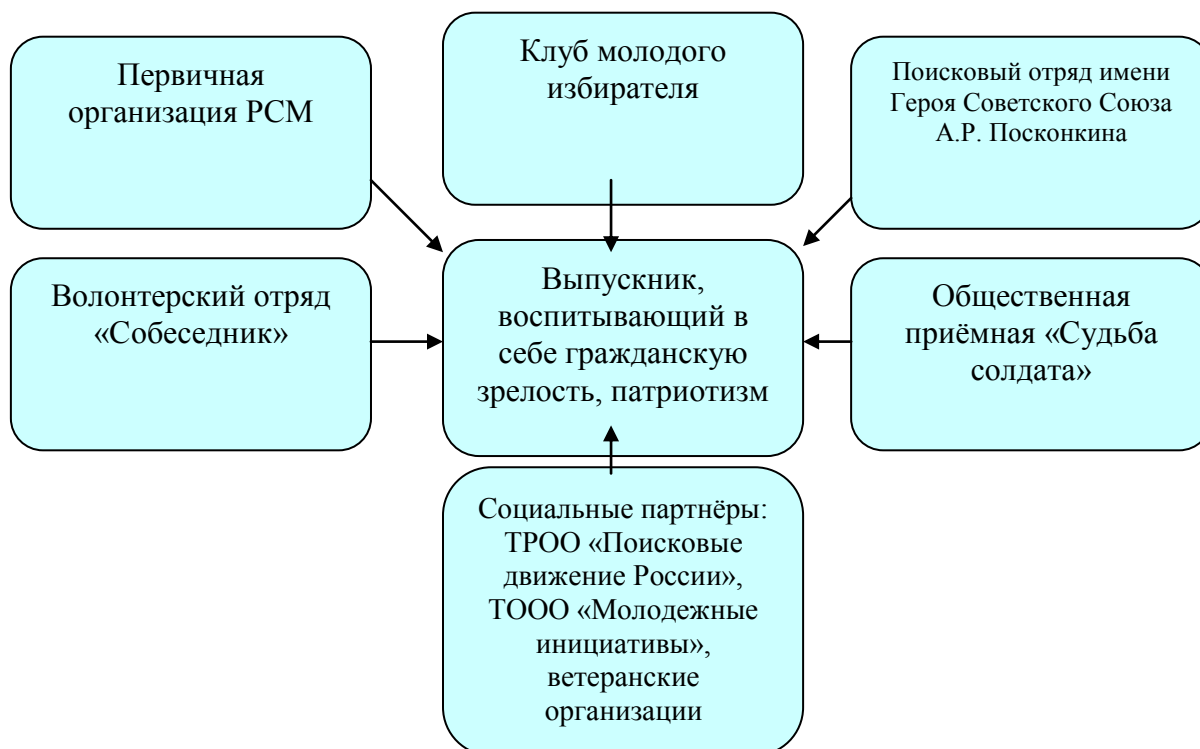 Первичная
организация РСМ
Клуб молодого
избирателя
Поисковый отряд имени
Героя Советского Союза
А.Р. Посконкина
Волонтерский отряд
«Собеседник»
Выпускник,
воспитывающий в
себе гражданскую
зрелость, патриотизм
Общественная
приёмная «Судьба
солдата»
Социальные партнёры:
ТРОО «Поисковые
движение России»,
ТООО «Молодежные
инициативы»,
ветеранские
организации